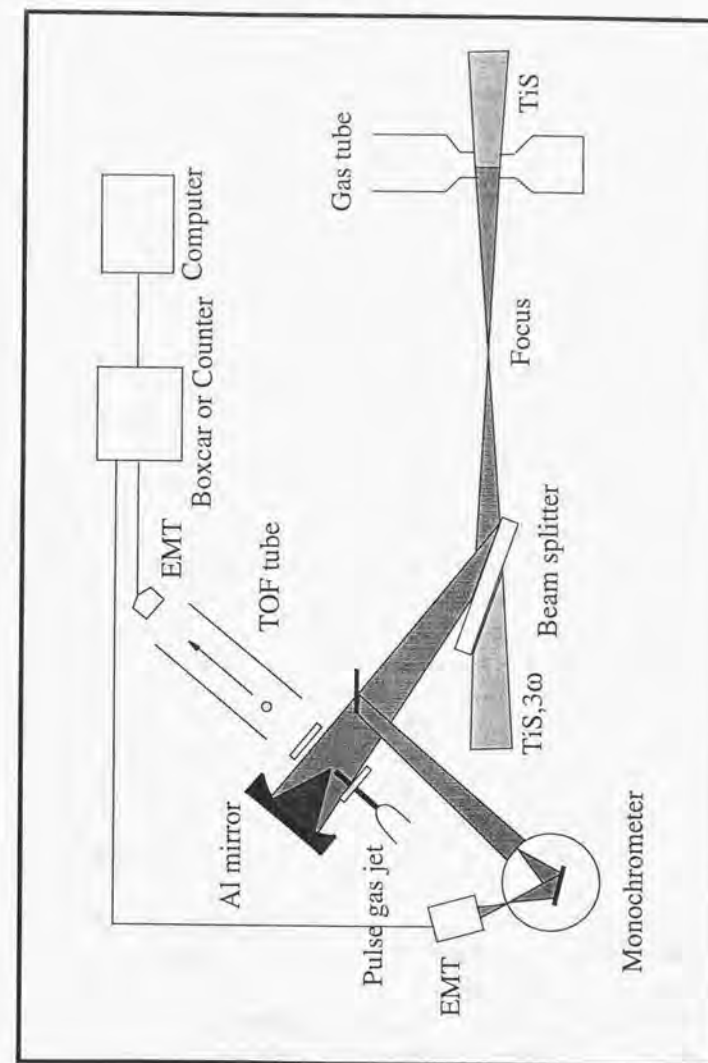 Computer
Boxcar or Counter
EMT
TOF tube
Al mirror
Pulse gas jet
EMT
Monochrometer
TiS,3ω
Beam splitter
Focus
Gas tube
TiS